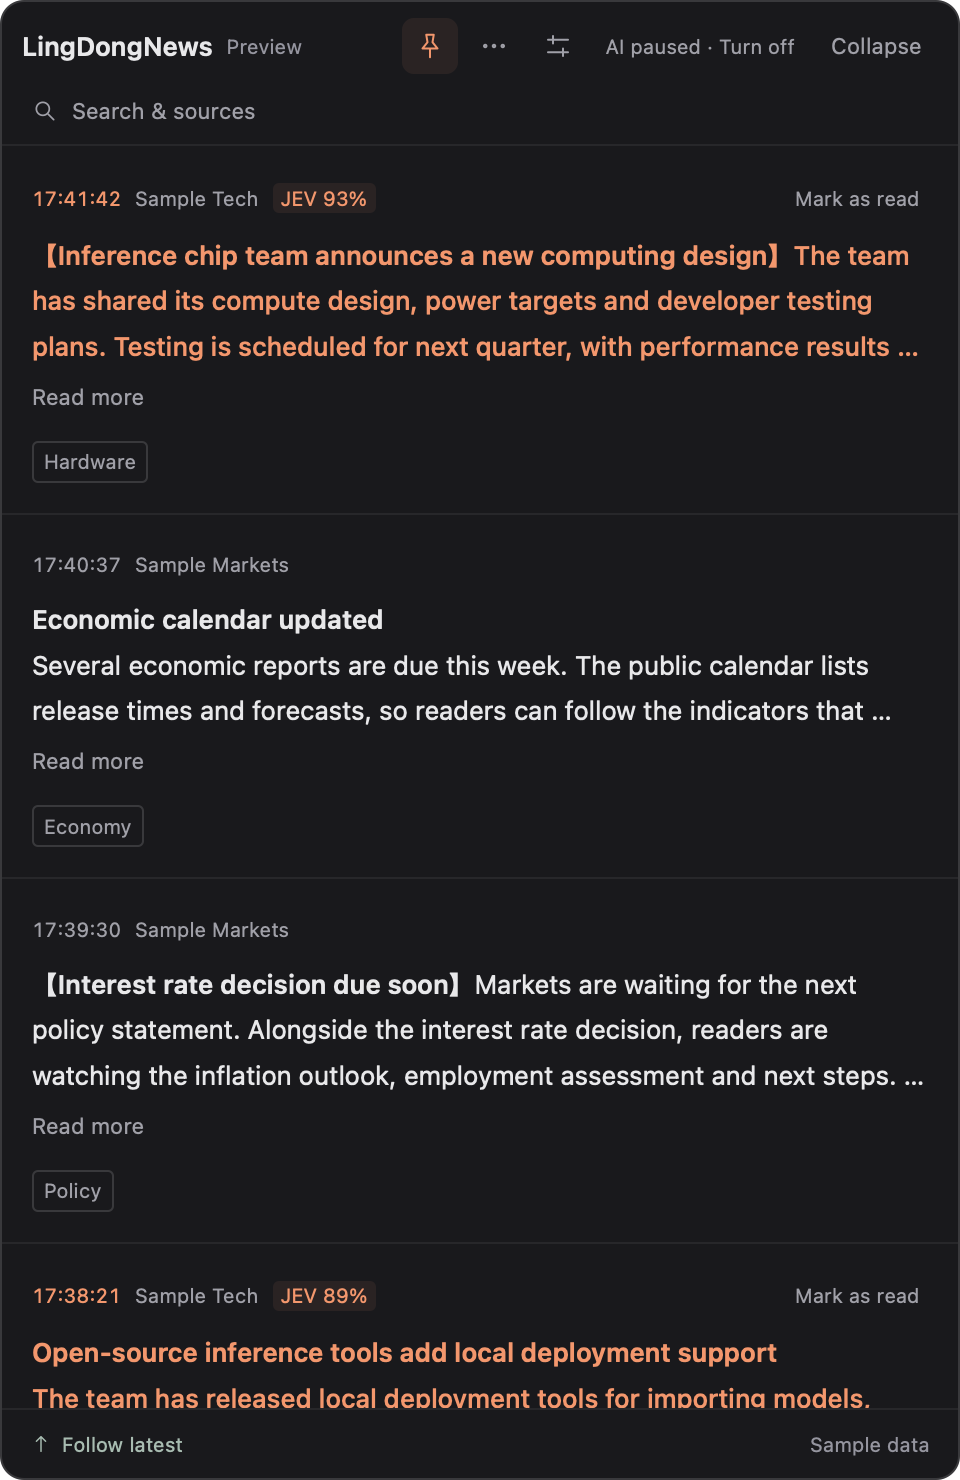 LingDongNews Preview AI paused · Turn off Collapse
Search & sources
17:41:42 Sample Tech JEV 93% Mark as read
【Inference chip team announces a new computing design】The team
has shared its compute design, power targets and developer testing
plans. Testing is scheduled for next quarter, with performance results ...
Read more
Hardware
17:40:37 Sample Markets
Economic calendar updated
Several economic reports are due this week. The public calendar lists
release times and forecasts, so readers can follow the indicators that ...
Read more
Economy
17:39:30 Sample Markets
【Interest rate decision due soon】Markets are waiting for the next
policy statement. Alongside the interest rate decision, readers are
watching the inflation outlook, employment assessment and next steps. ...
Read more
Policy
17:38:21 Sample Tech JEV 89% Mark as read
Open-source inference tools add local deployment support
The team has released local deployment tools for importing models,
↑ Follow latest Sample data